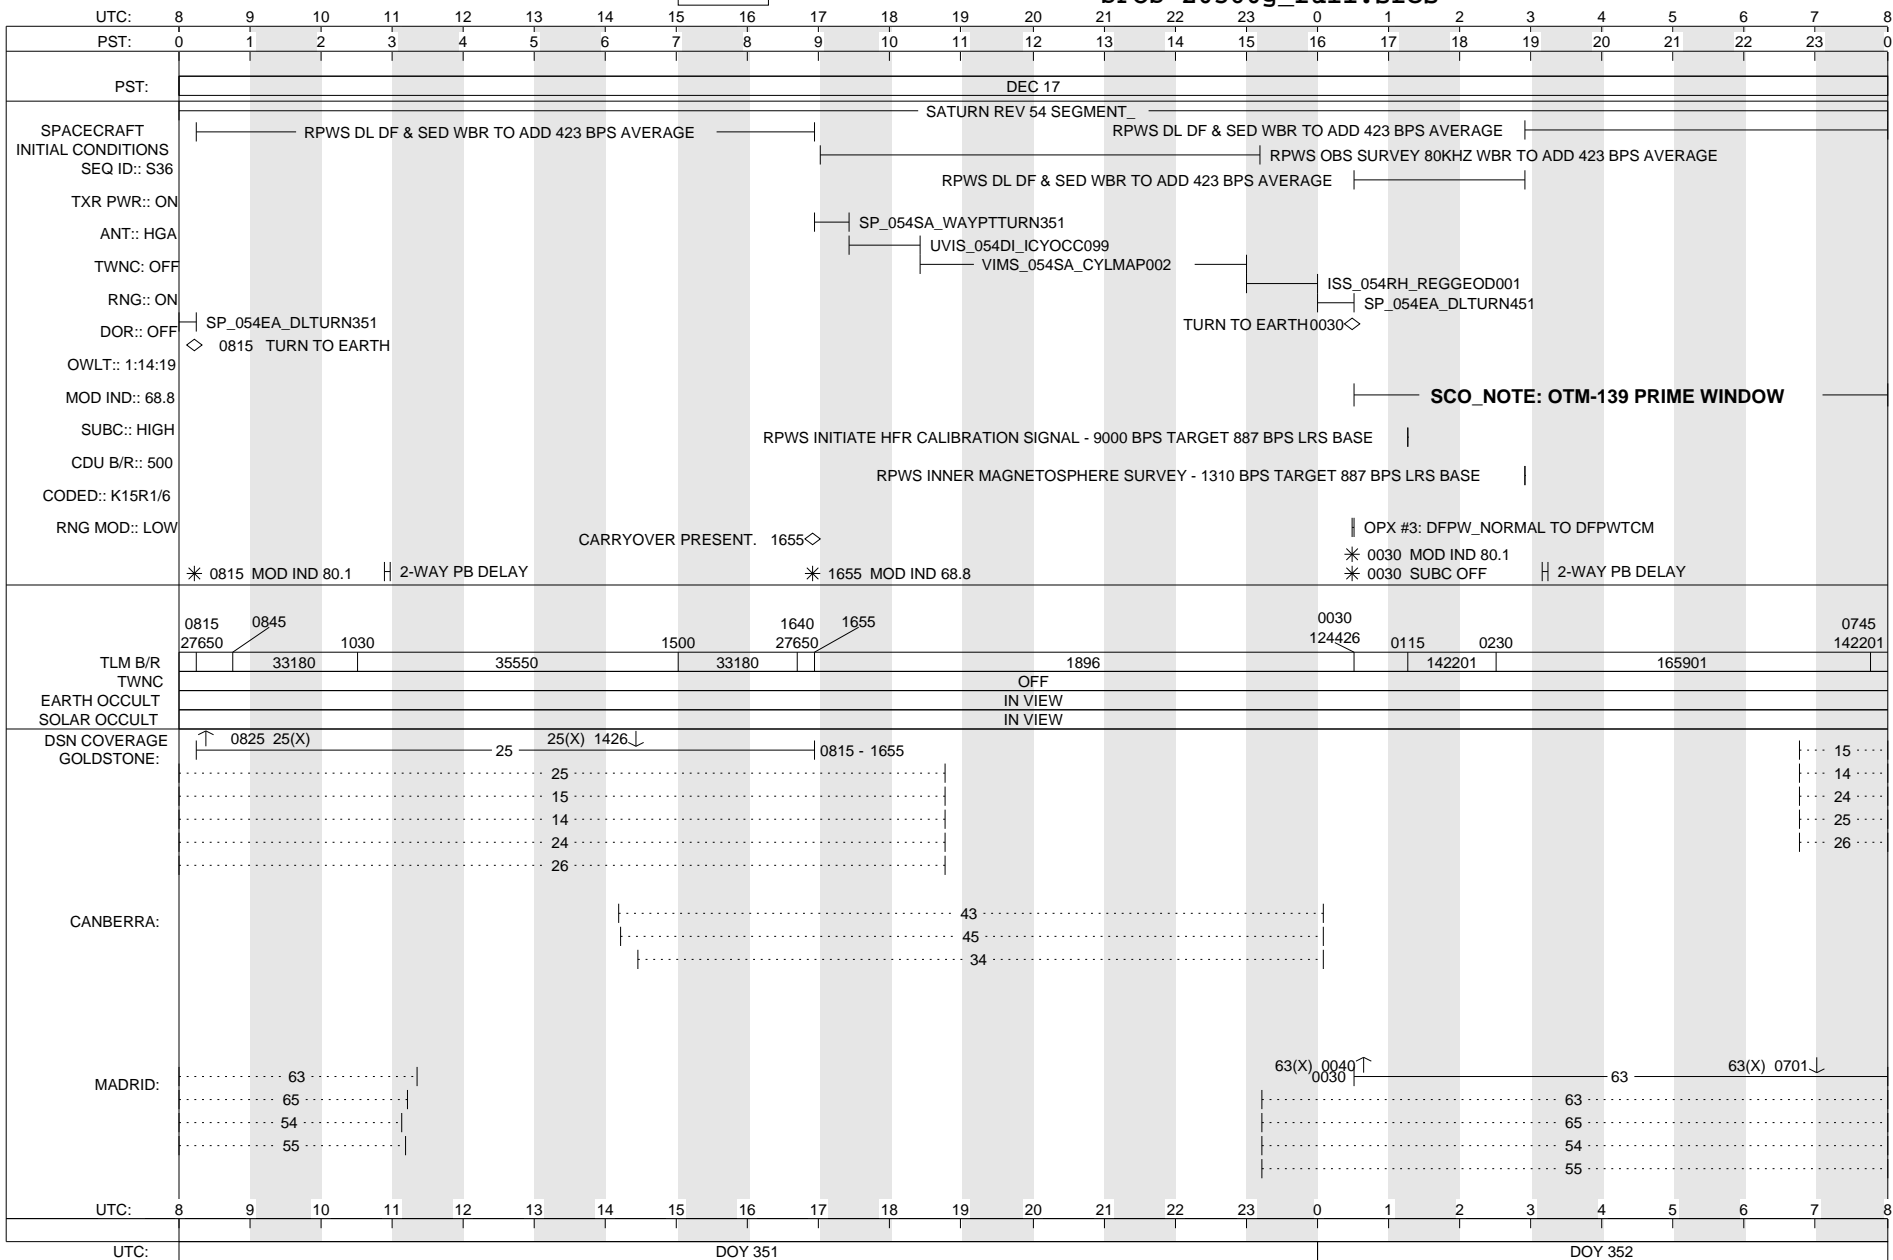 UTC: 8 9 10 11 12 13 14 15 16 17 18 19 20 21 22 23 0 1 2 3 4 5 6 7 8
PST: 0 1 2 3 4 5 6 7 8 9 10 11 12 13 14 15 16 17 18 19 20 21 22 23 0
PST: DEC 17
SATURN REV 54 SEGMENT_
SPACECRAFT
INITIAL CONDITIONS
SEQ ID:: S36
TXR PWR:: ON
ANT:: HGA
TWNC: OFF
RNG:: ON
DOR:: OFF
OWLT:: 1:14:19
MOD IND:: 68.8
SUBC:: HIGH
CDU B/R:: 500
CODED:: K15R1/6
RNG MOD:: LOW
RPWS DL DF & SED WBR TO ADD 423 BPS AVERAGE
RPWS DL DF & SED WBR TO ADD 423 BPS AVERAGE
RPWS OBS SURVEY 80KHZ WBR TO ADD 423 BPS AVERAGE
RPWS DL DF & SED WBR TO ADD 423 BPS AVERAGE
SP_054SA_WAYPTTURN351
UVIS_054DI_ICYOCC099
VIMS_054SA_CYLMAP002
ISS_054RH_REGGEOD001
SP_054EA_DLTURN451
SP_054EA_DLTURN351
TURN TO EARTH 0030
0815 TURN TO EARTH
SCO_NOTE: OTM-139 PRIME WINDOW
RPWS INITIATE HFR CALIBRATION SIGNAL - 9000 BPS TARGET 887 BPS LRS BASE
RPWS INNER MAGNETOSPHERE SURVEY - 1310 BPS TARGET 887 BPS LRS BASE
OPX #3: DFPW_NORMAL TO DFPWTCM
CARRYOVER PRESENT. 1655
0030 MOD IND 80.1
0815 MOD IND 80.1 2-WAY PB DELAY 1655 MOD IND 68.8 0030 SUBC OFF 2-WAY PB DELAY
0815 0845 1640 1655 0030 0745
27650 1030 1500 27650 124426 0115 0230 142201
TLM B/R 33180 35550 33180 1896 142201 165901
TWNC OFF
EARTH OCCULT IN VIEW
SOLAR OCCULT IN VIEW
DSN COVERAGE 0825 25(X) 25(X) 1426
GOLDSTONE: 25 0815 - 1655 15
25 14
15 24
14 25
24 26
26
CANBERRA: 43
45
34
63(X) 0040 63(X) 0701
MADRID: 63 0030 63
65 63
54 65
55 54
55
UTC: 8 9 10 11 12 13 14 15 16 17 18 19 20 21 22 23 0 1 2 3 4 5 6 7 8
UTC: DOY 351 DOY 352